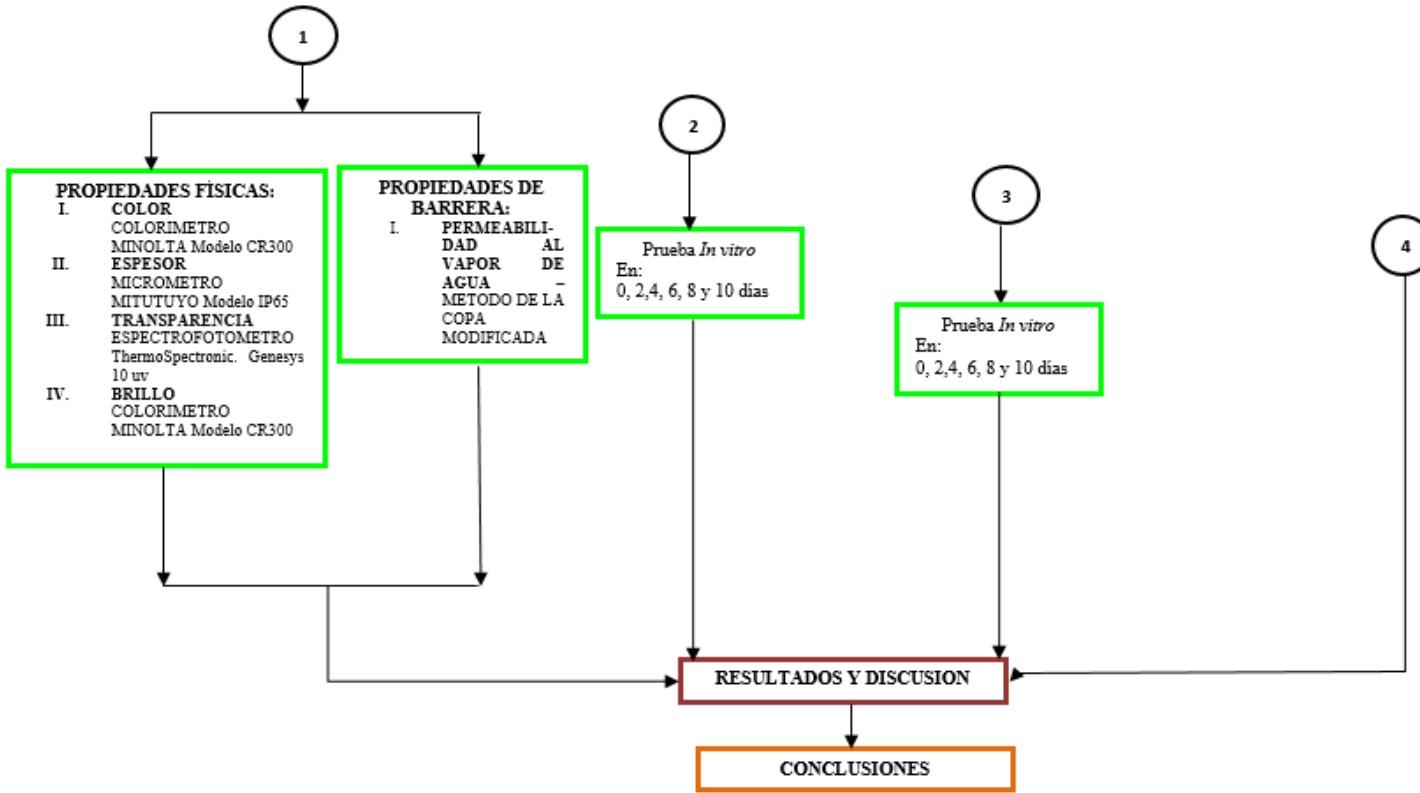 1
PROPIEDADES FÍSICAS:
I. COLOR
COLORIMETRO
MINOLTA Modelo CR300
II. ESPESOR
MICROMETRO
MITUTUYO Modelo IP65
III. TRANSPARENCIA
ESPECTROFOTOMETRO
ThermoSpectronic. Genesys
10 uv
IV. BRILLO
COLORIMETRO
MINOLTA Modelo CR300
PROPIEDADES DE
BARRERA:
I. PERMEABILI-
DAD AL
VAPOR DE
AGUA –
METODO DE LA
COPA
MODIFICADA
2
Prueba In vitro
En:
0, 2,4, 6, 8 y 10 días
3
Prueba In vitro
En:
0, 2,4, 6, 8 y 10 días
4
RESULTADOS Y DISCUSION
CONCLUSIONES